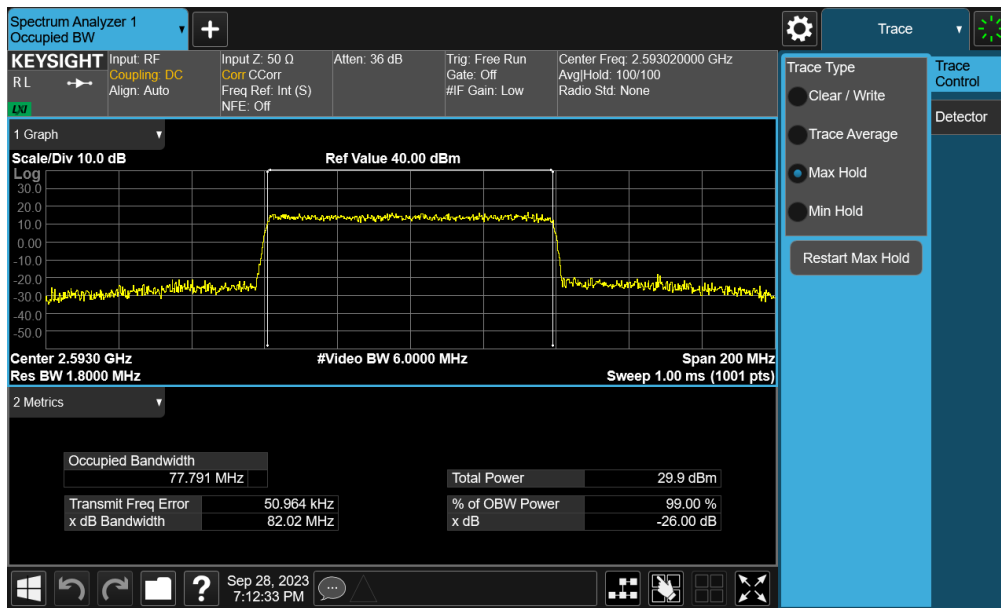 Spectrum Analyzer 1
Occupied BW
Trace
KEYSIGHT
R L
LXI
Input: RF
Coupling: DC
Align: Auto
Input Z: 50 Ω
Corr CCorr
Freq Ref: Int (S)
NFE: Off
Atten: 36 dB
Trig: Free Run
Gate: Off
#IF Gain: Low
Center Freq: 2.593020000 GHz
Avg|Hold: 100/100
Radio Std: None
Trace Type
Clear / Write
Trace Average
Max Hold
Min Hold
Restart Max Hold
Trace
Control
Detector
1 Graph
Scale/Div 10.0 dB
Ref Value 40.00 dBm
Log
30.0
20.0
10.0
0.00
-10.0
-20.0
-30.0
-40.0
-50.0
Center 2.5930 GHz
#Video BW 6.0000 MHz
Span 200 MHz
Res BW 1.8000 MHz
Sweep 1.00 ms (1001 pts)
2 Metrics
Occupied Bandwidth
77.791 MHz
Total Power 29.9 dBm
Transmit Freq Error 50.964 kHz
% of OBW Power 99.00 %
x dB Bandwidth 82.02 MHz
x dB -26.00 dB
?
Sep 28, 2023
7:12:33 PM